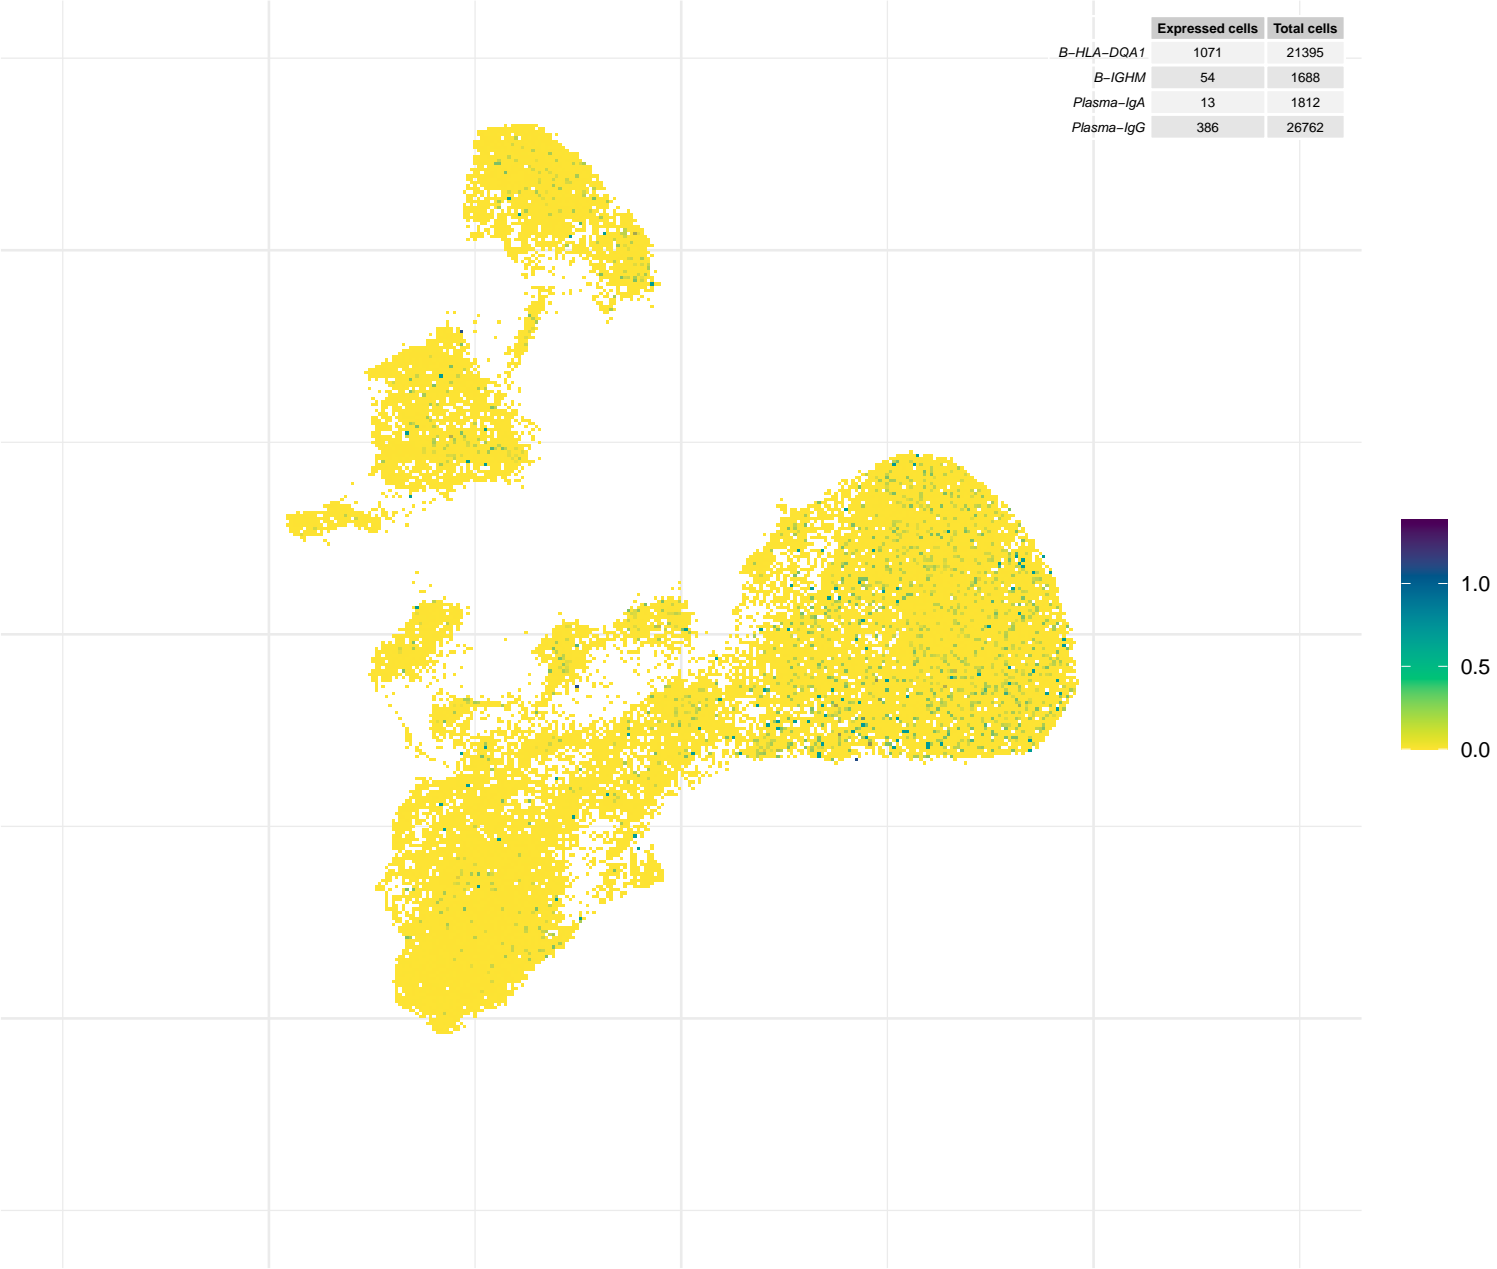 Expressed cells Total cells
B−HLA−DQA1 1071 21395
B−IGHM 54 1688
Plasma−IgA 13 1812
Plasma−IgG 386 26762
1.0
0.5
0.0